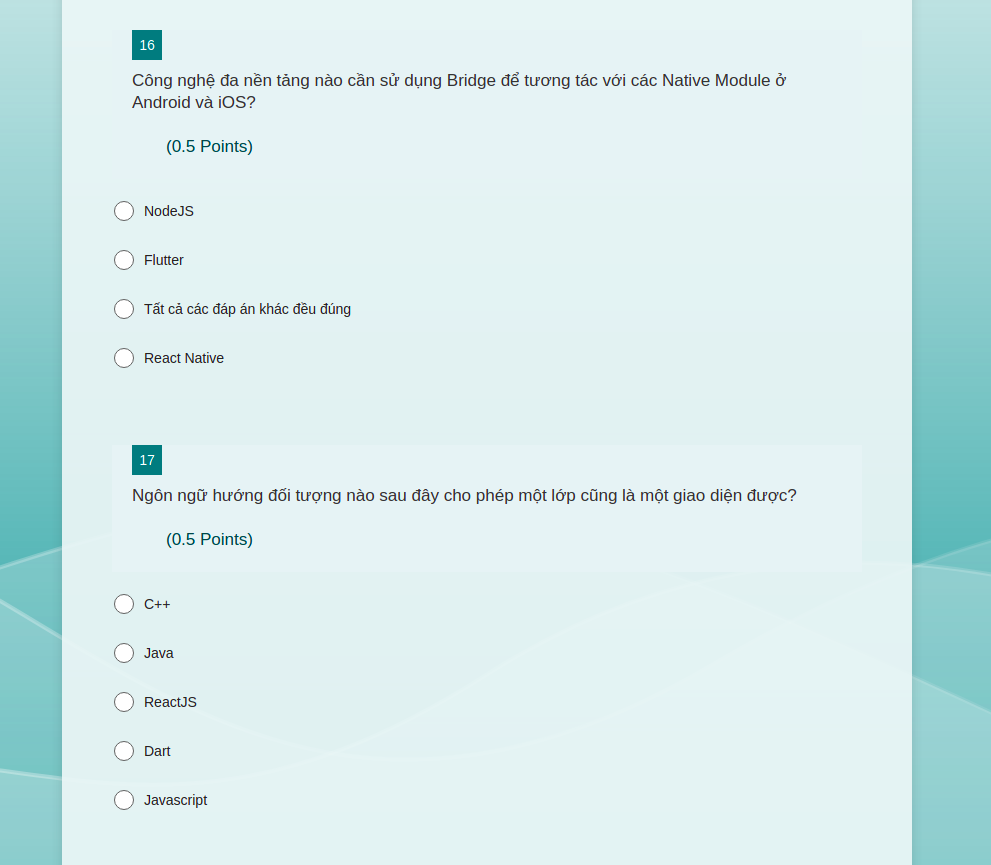 16
Công nghệ đa nền tảng nào cần sử dụng Bridge để tương tác với các Native Module ở
Android và iOS?
(0.5 Points)
NodeJS
Flutter
Tất cả các đáp án khác đều đúng
React Native
17
Ngôn ngữ hướng đối tượng nào sau đây cho phép một lớp cũng là một giao diện được?
(0.5 Points)
C++
Java
ReactJS
Dart
Javascript